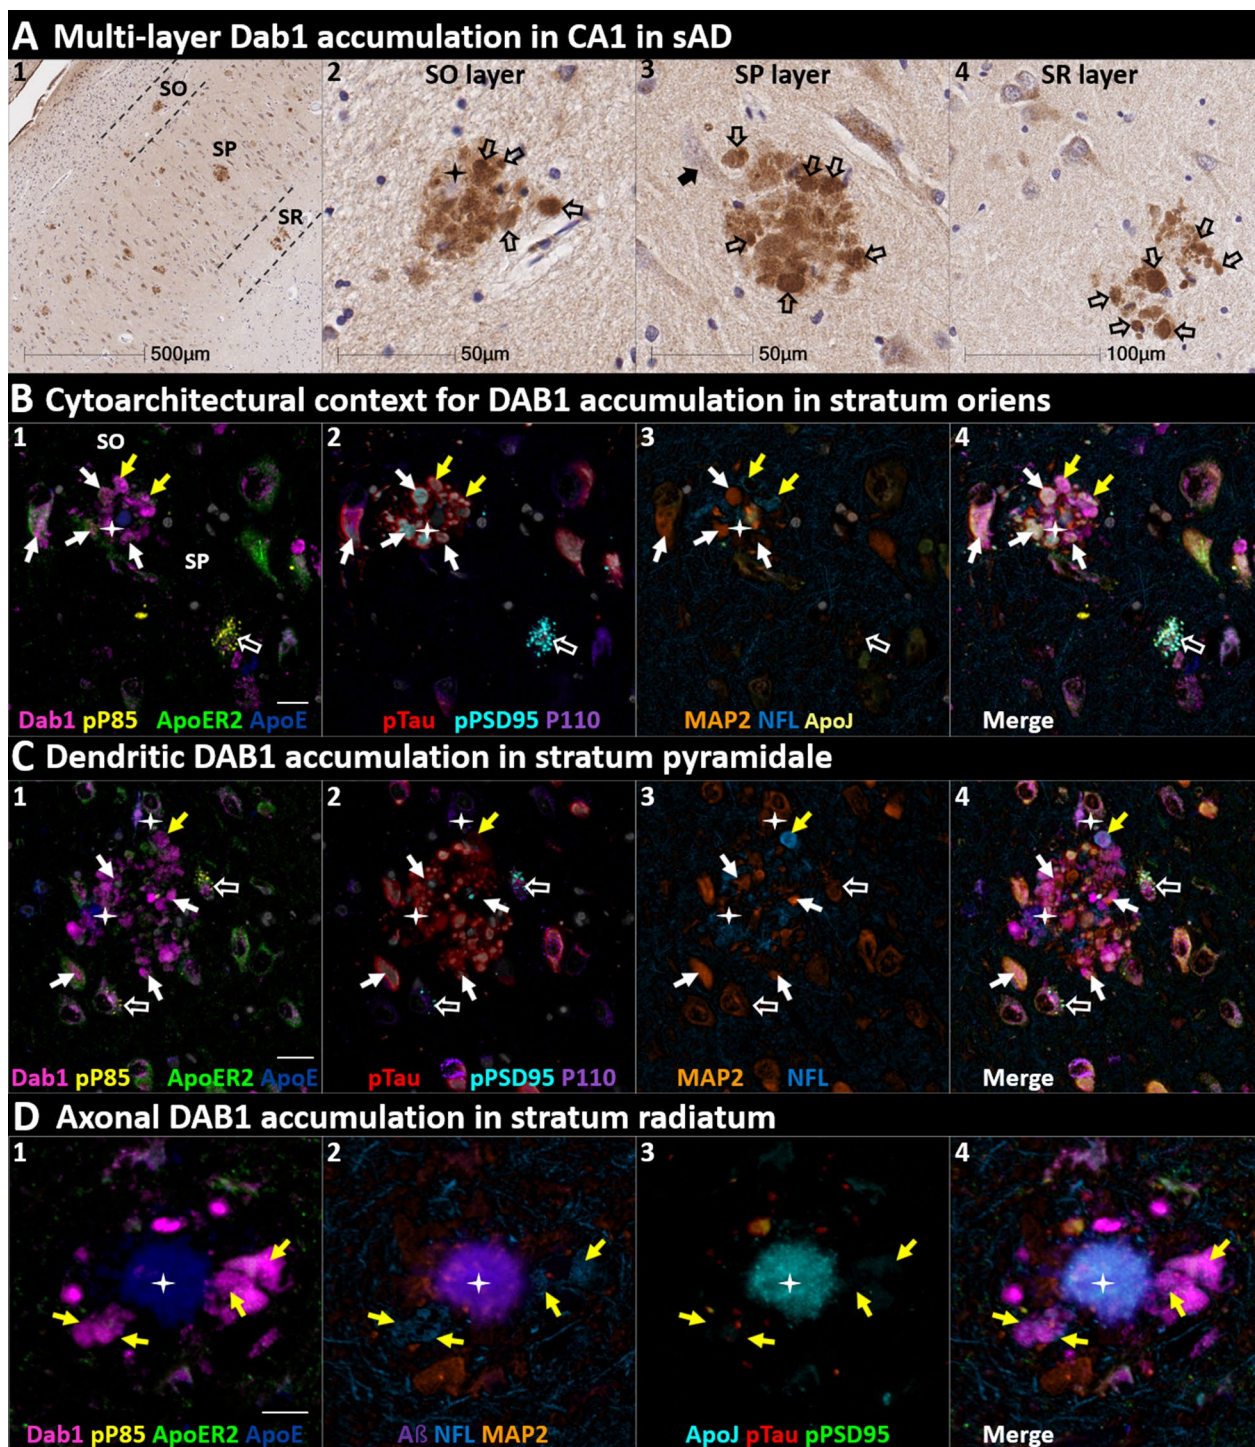 A Multi-layer Dab1 accumulation in CA1 in sAD
1 SO SP SR 500µm
2 SO layer 50µm
3 SP layer 50µm
4 SR layer 100µm
B Cytoarchitectural context for DAB1 accumulation in stratum oriens
1 SO SP
Dab1 pP85 ApoER2 ApoE
2
pTau pPSD95 P110
3
MAP2 NFL ApoJ
4
Merge
C Dendritic DAB1 accumulation in stratum pyramidale
1
Dab1 pP85 ApoER2 ApoE
2
pTau pPSD95 P110
3
MAP2 NFL
4
Merge
D Axonal DAB1 accumulation in stratum radiatum
1
Dab1 pP85 ApoER2 ApoE
2
Aß NFL MAP2
3
ApoJ pTau pPSD95
4
Merge